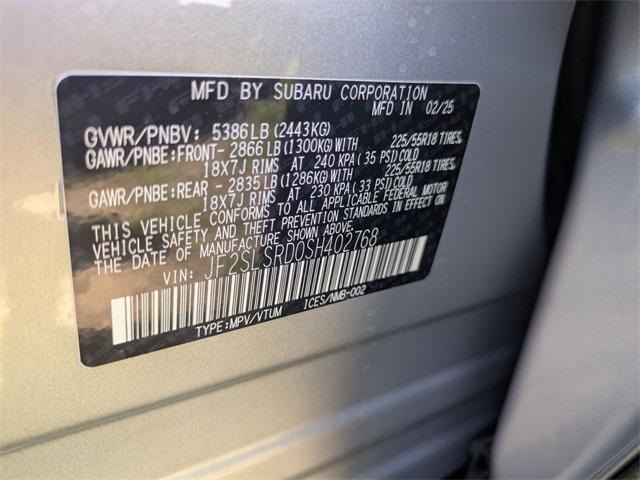 MFD BY SUBARU CORPORATION
MFD IN 02/25
GVWR/PNBV: 5386LB(2443KG)
GAWR/PNBE:FRONT- 2866LB(1300KG)WITH 225/55R18 TIRES,
18X7J RIMS AT 240 KPA(35 PSI)COLD
GAWR/PNBE:REAR - 2835LB(1286KG)WITH 225/55R18 TIRES,
18X7J RIMS AT 230 KPA(33 PSI)COLD
THIS VEHICLE CONFORMS TO ALL APPLICABLE FEDERAL MOTOR
VEHICLE SAFETY AND THEFT PREVENTION STANDARDS IN EFFECT ON
THE DATE OF MANUFACTURE SHOWN ABOVE.
VIN: JF2SLSRD0SH402768
TYPE:MPV/VTUM ICES/NMB-002